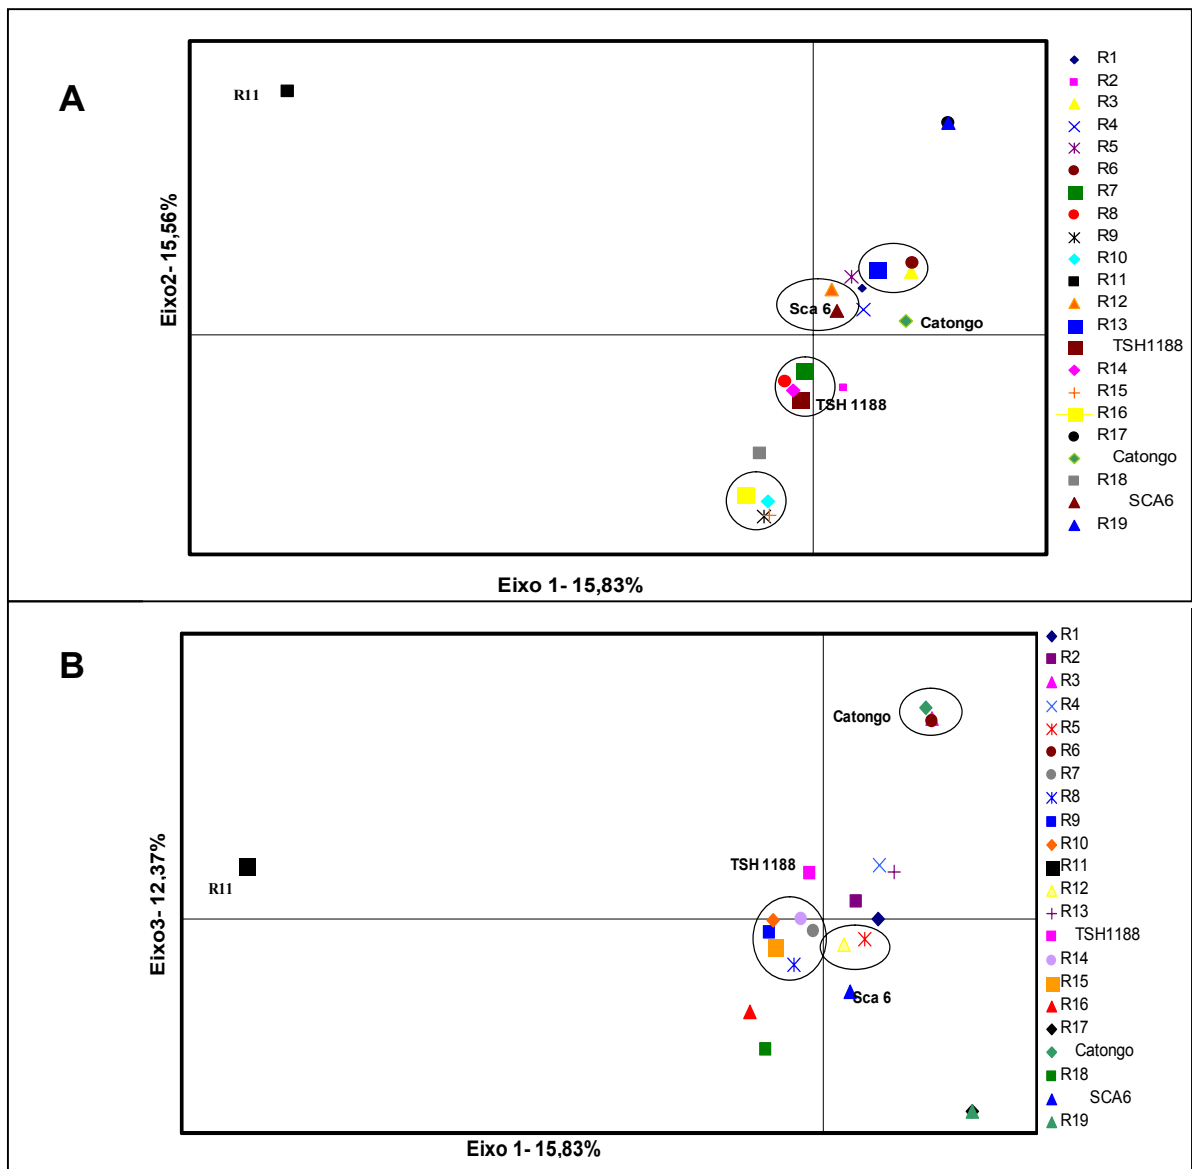 A
R11
Eixo2- 15,56%
Sca 6
Catongo
TSH 1188
Eixo 1- 15,83%
R1
R2
R3
R4
R5
R6
R7
R8
R9
R10
R11
R12
R13
TSH1188
R14
R15
R16
R17
Catongo
R18
SCA6
R19
B
Catongo
TSH 1188
R11
Eixo3- 12.37%
Sca 6
Eixo 1- 15,83%
R1
R2
R3
R4
R5
R6
R7
R8
R9
R10
R11
R12
R13
TSH1188
R14
R15
R16
R17
Catongo
R18
SCA6
R19